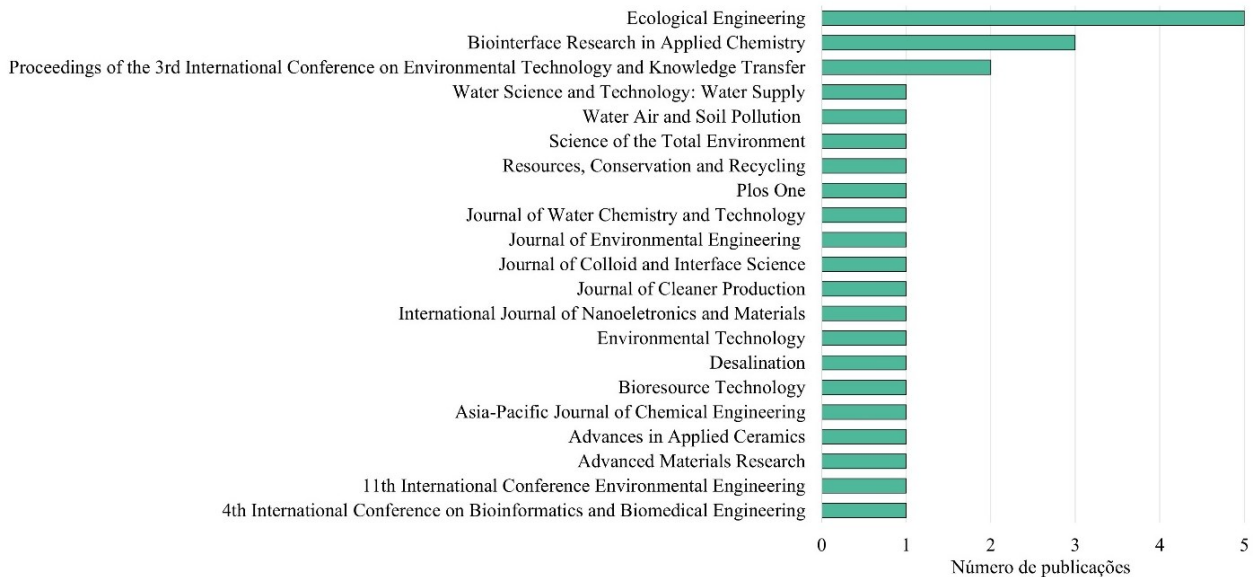 Ecological Engineering
Biointerface Research in Applied Chemistry
Proceedings of the 3rd International Conference on Environmental Technology and Knowledge Transfer
Water Science and Technology: Water Supply
Water Air and Soil Pollution
Science of the Total Environment
Resources, Conservation and Recycling
Plos One
Journal of Water Chemistry and Technology
Journal of Environmental Engineering
Journal of Colloid and Interface Science
Journal of Cleaner Production
International Journal of Nanoeletronics and Materials
Environmental Technology
Desalination
Bioresource Technology
Asia-Pacific Journal of Chemical Engineering
Advances in Applied Ceramics
Advanced Materials Research
11th International Conference Environmental Engineering
4th International Conference on Bioinformatics and Biomedical Engineering
0 1 2 3 4 5
Número de publicações